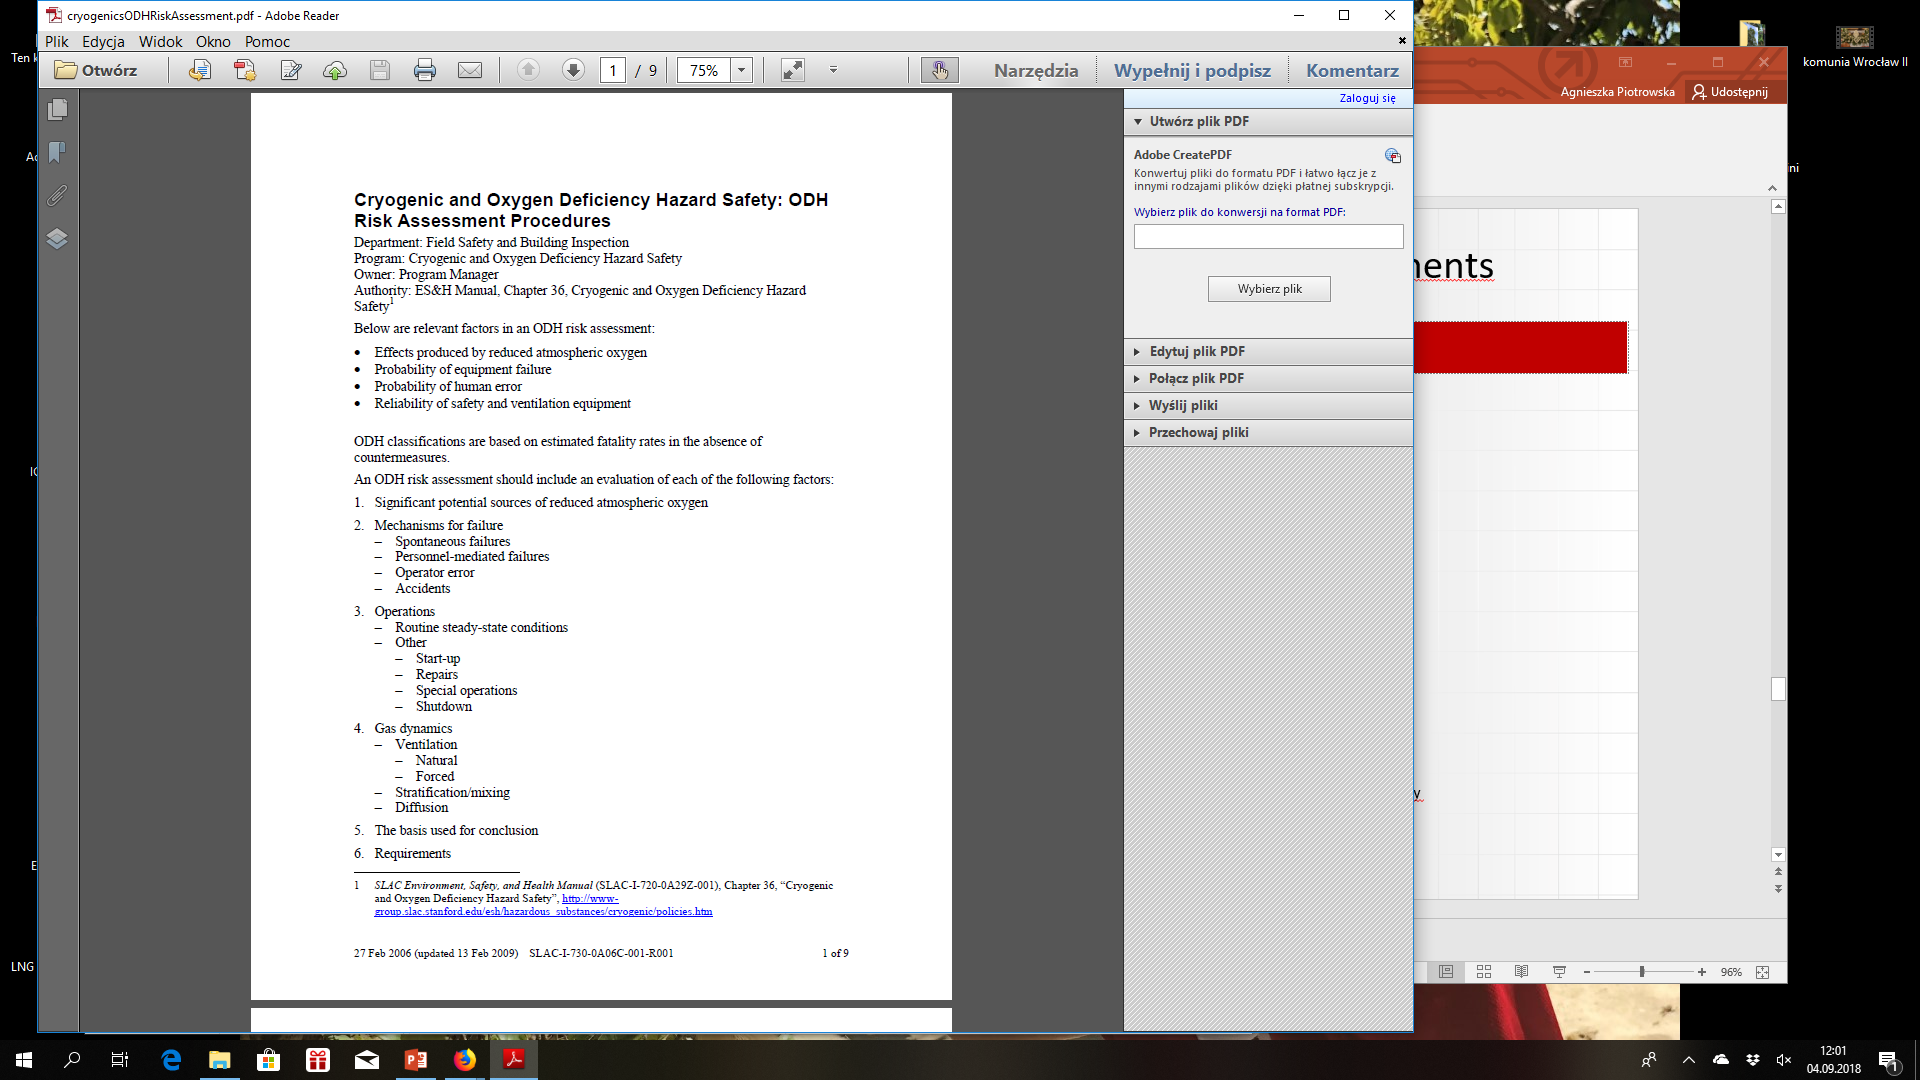 cryogenicsODHRiskAssessment.pdf - Adobe Reader
Plik Edycja Widok Okno Pomoc
Otwórz 1 / 9 75% Narzędzia Wypełnij i podpisz Komentarz
Zaloguj się
Utwórz plik PDF
Adobe CreatePDF
Konwertuj pliki do formatu PDF i łatwo łącz je z
innymi rodzajami plików dzięki płatnej subskrypcji.
Wybierz plik do konwersji na format PDF:
Wybierz plik
Edytuj plik PDF
Połącz plik PDF
Wyślij pliki
Przechowaj pliki
Cryogenic and Oxygen Deficiency Hazard Safety: ODH
Risk Assessment Procedures
Department: Field Safety and Building Inspection
Program: Cryogenic and Oxygen Deficiency Hazard Safety
Owner: Program Manager
Authority: ES&H Manual, Chapter 36, Cryogenic and Oxygen Deficiency Hazard
Safety1
Below are relevant factors in an ODH risk assessment:
• Effects produced by reduced atmospheric oxygen
• Probability of equipment failure
• Probability of human error
• Reliability of safety and ventilation equipment
ODH classifications are based on estimated fatality rates in the absence of
countermeasures.
An ODH risk assessment should include an evaluation of each of the following factors:
1. Significant potential sources of reduced atmospheric oxygen
2. Mechanisms for failure
– Spontaneous failures
– Personnel-mediated failures
– Operator error
– Accidents
3. Operations
– Routine steady-state conditions
– Other
– Start-up
– Repairs
– Special operations
– Shutdown
4. Gas dynamics
– Ventilation
– Natural
– Forced
– Stratification/mixing
– Diffusion
5. The basis used for conclusion
6. Requirements
1 SLAC Environment, Safety, and Health Manual (SLAC-I-720-0A29Z-001), Chapter 36, “Cryogenic
and Oxygen Deficiency Hazard Safety”, http://www-
group.slac.stanford.edu/esh/hazardous_substances/cryogenic/policies.htm
27 Feb 2006 (updated 13 Feb 2009) SLAC-I-730-0A06C-001-R001 1 of 9
Agnieszka Piotrowska Udostępnij
komunia Wrocław II
ments
y
96%
Ten
LNG
12:01
04.09.2018
1